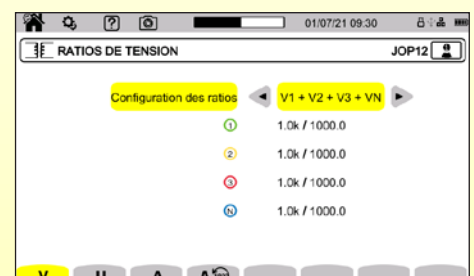 ? 01/07/21 09:30
RATIOS DE TENSION JOP12
Configuration des ratios V1 + V2 + V3 + VN
1 1.0k / 1000.0
2 1.0k / 1000.0
3 1.0k / 1000.0
N 1.0k / 1000.0
V U A